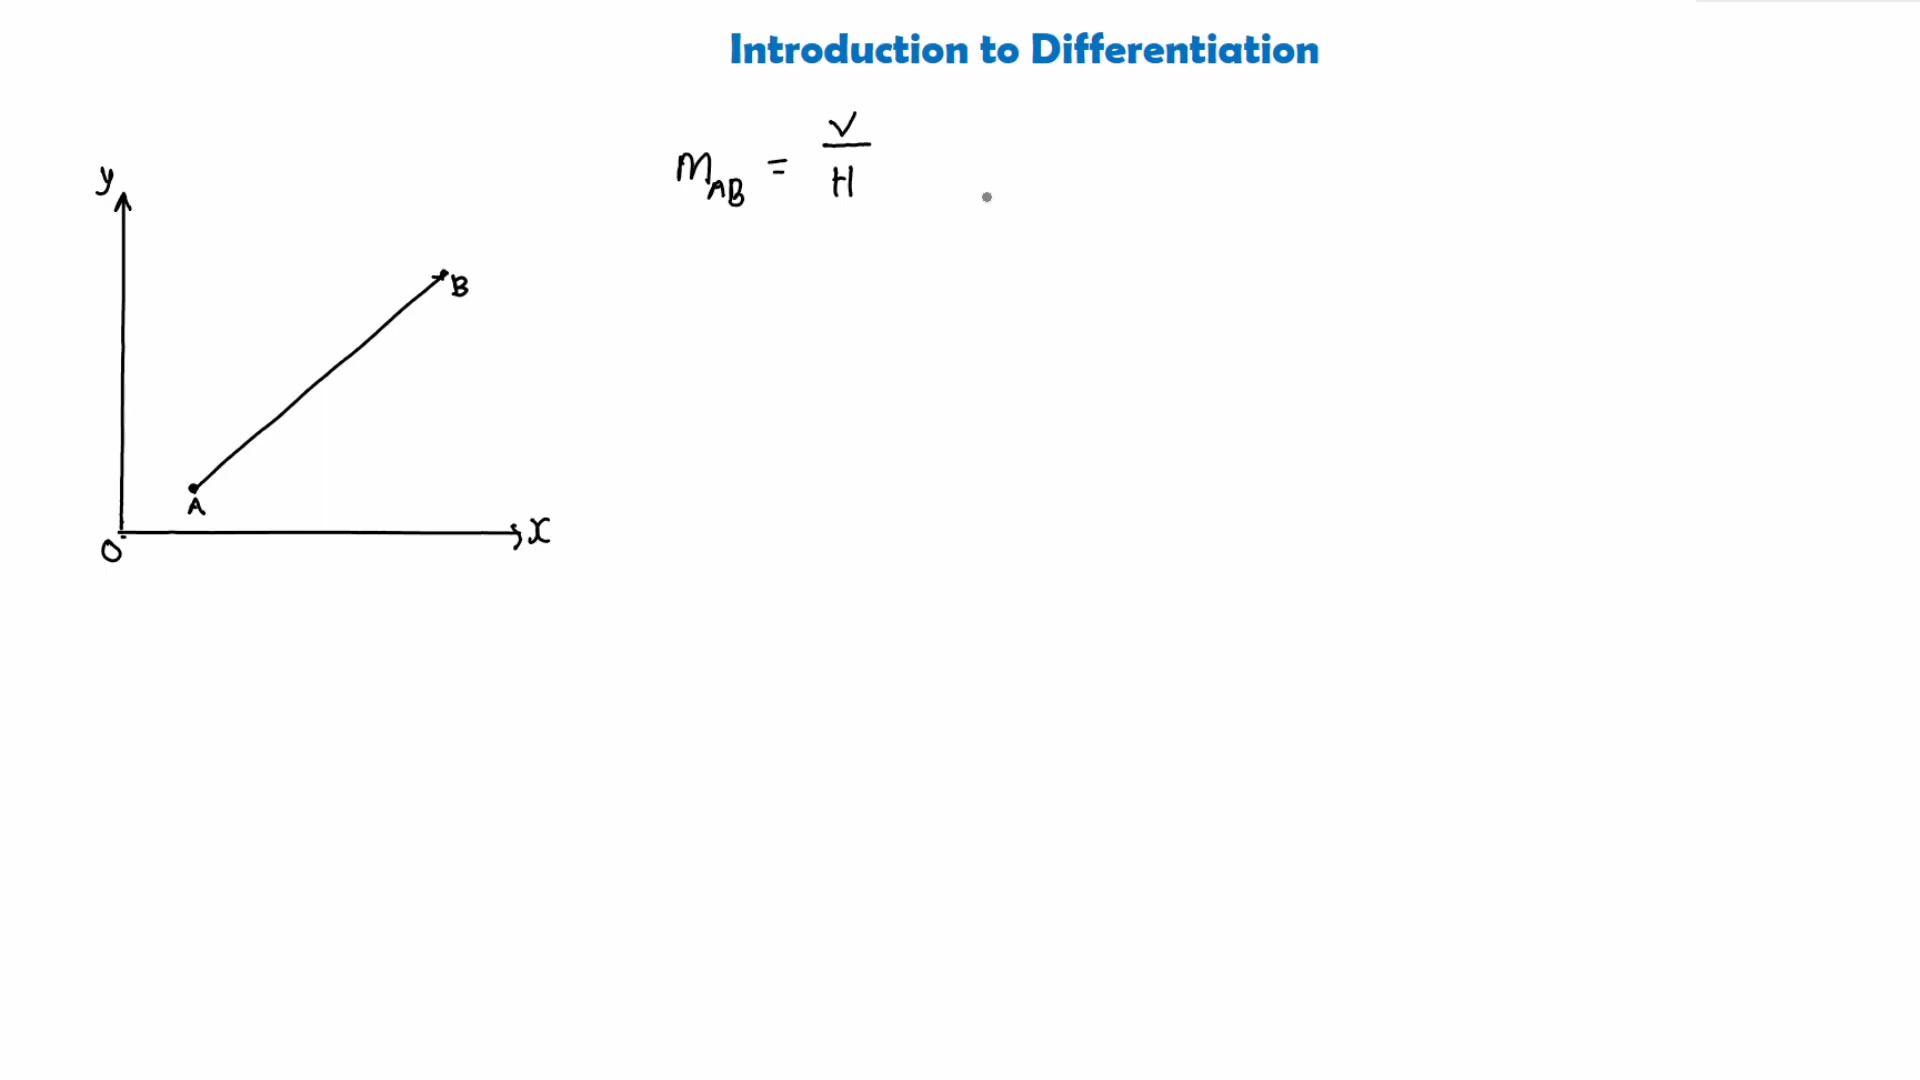 Introduction to Differentiation
m_AB = V/H
y
B
A
x
O